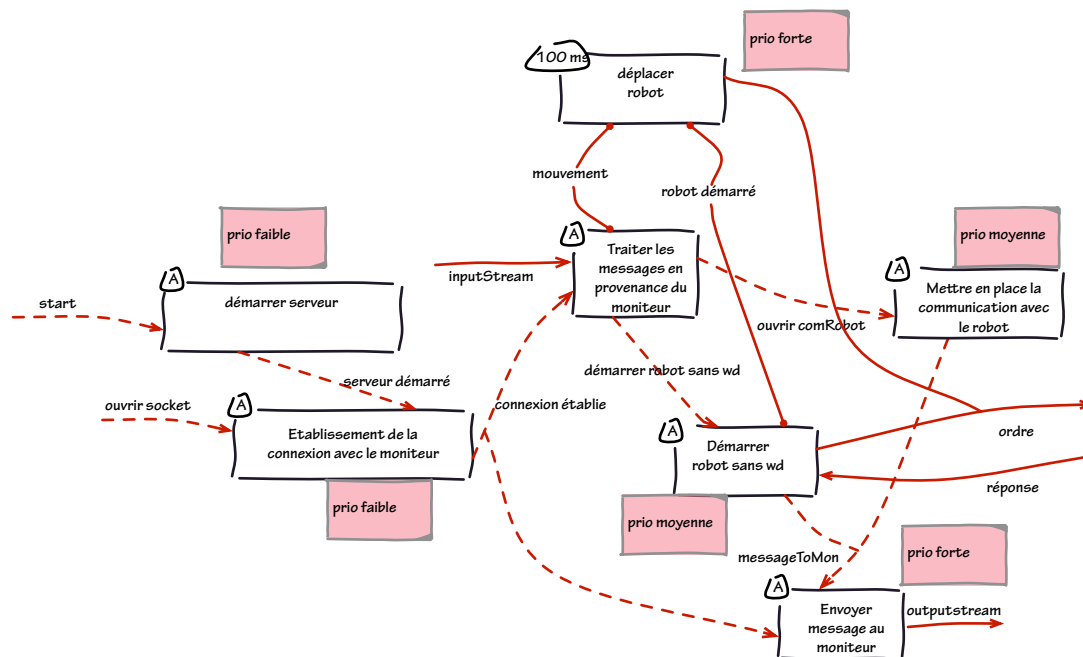 prio forte
100 ms
déplacer
robot
mouvement
robot démarré
prio faible
prio moyenne
A
Traiter les
messages en
provenance du
moniteur
inputStream
A
Mettre en place la
communication avec
le robot
A
démarrer serveur
start
ouvrir comRobot
démarrer robot sans wd
serveur démarré
connexion établie
ouvrir socket
A
Etablissement de la
connexion avec le moniteur
A
Démarrer
robot sans wd
ordre
réponse
prio faible
prio moyenne
messageToMon
prio forte
A
Envoyer
message au
moniteur
outputstream